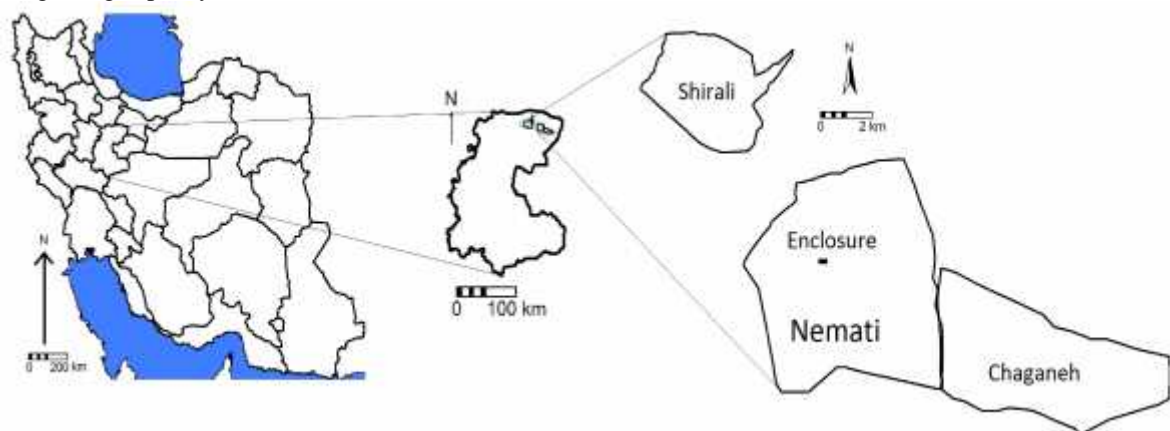 N
0 200 km
N
0 100 km
Shirali
N
0 2 km
Enclosure
Nemati
Chaganeh